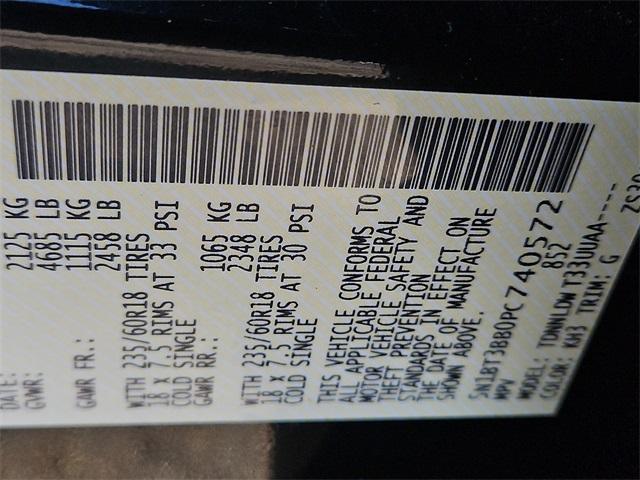 DATE:
GVWR: 2125 KG
4685 LB
GAWR FR.: 1115 KG
2458 LB
WITH 235/60R18 TIRES
18 x 7.5 RIMS AT 33 PSI
COLD SINGLE
GAWR RR.: 1065 KG
2348 LB
WITH 235/60R18 TIRES
18 x 7.5 RIMS AT 30 PSI
COLD SINGLE
THIS VEHICLE CONFORMS TO
ALL APPLICABLE FEDERAL
MOTOR VEHICLE SAFETY AND
THEFT PREVENTION
STANDARDS IN EFFECT ON
THE DATE OF MANUFACTURE
SHOWN ABOVE.
5N1BT3BB0PC740572
MPV 852
MODEL: TDNNLDW T33UUAA----
COLOR: KH3 TRIM: G ZS30